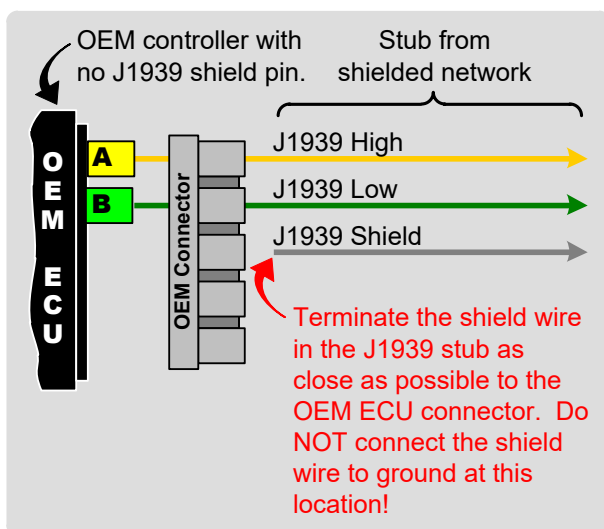 OEM controller with
no J1939 shield pin.
Stub from
shielded network
OEM ECU
A
B
OEM Connector
J1939 High
J1939 Low
J1939 Shield
Terminate the shield wire
in the J1939 stub as
close as possible to the
OEM ECU connector.  Do
NOT connect the shield
wire to ground at this
location!